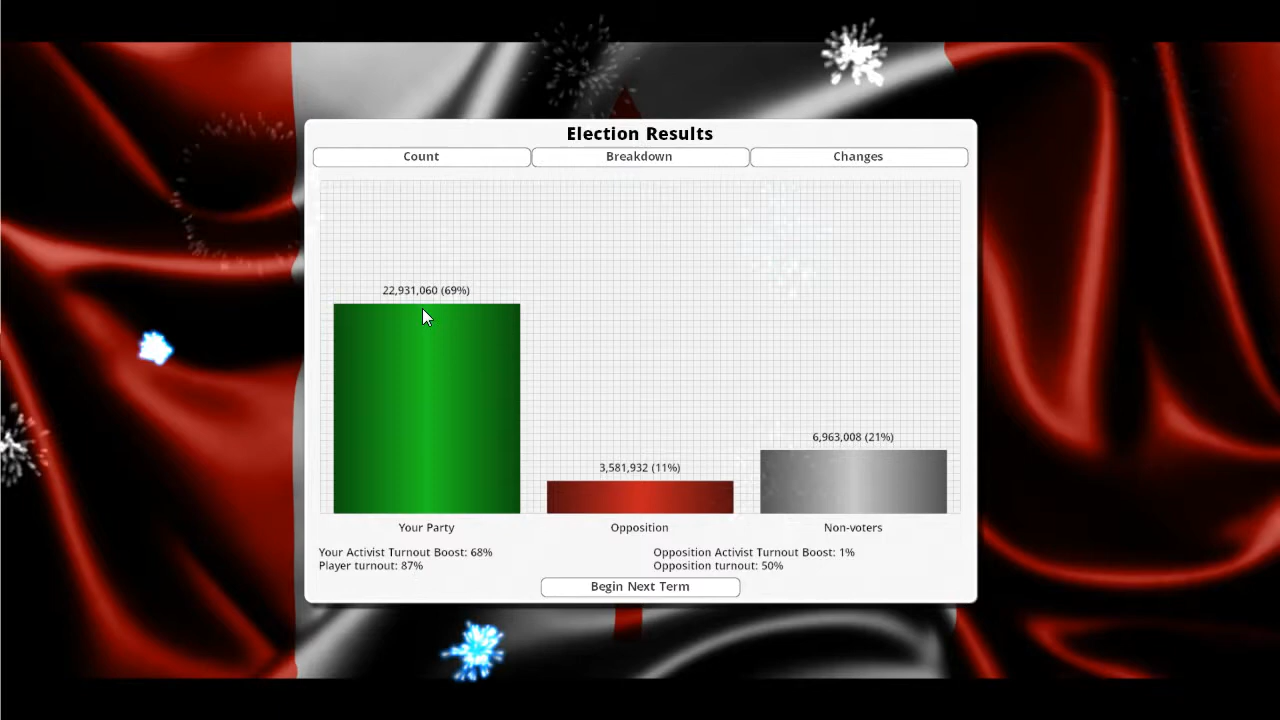 Election Results
Count
Breakdown
Changes
22,931,060 (69%)
6,963,008 (21%)
3,581,932 (11%)
Your Party
Opposition
Non-voters
Your Activist Turnout Boost: 68%
Player turnout: 87%
Opposition Activist Turnout Boost: 1%
Opposition turnout: 50%
Begin Next Term